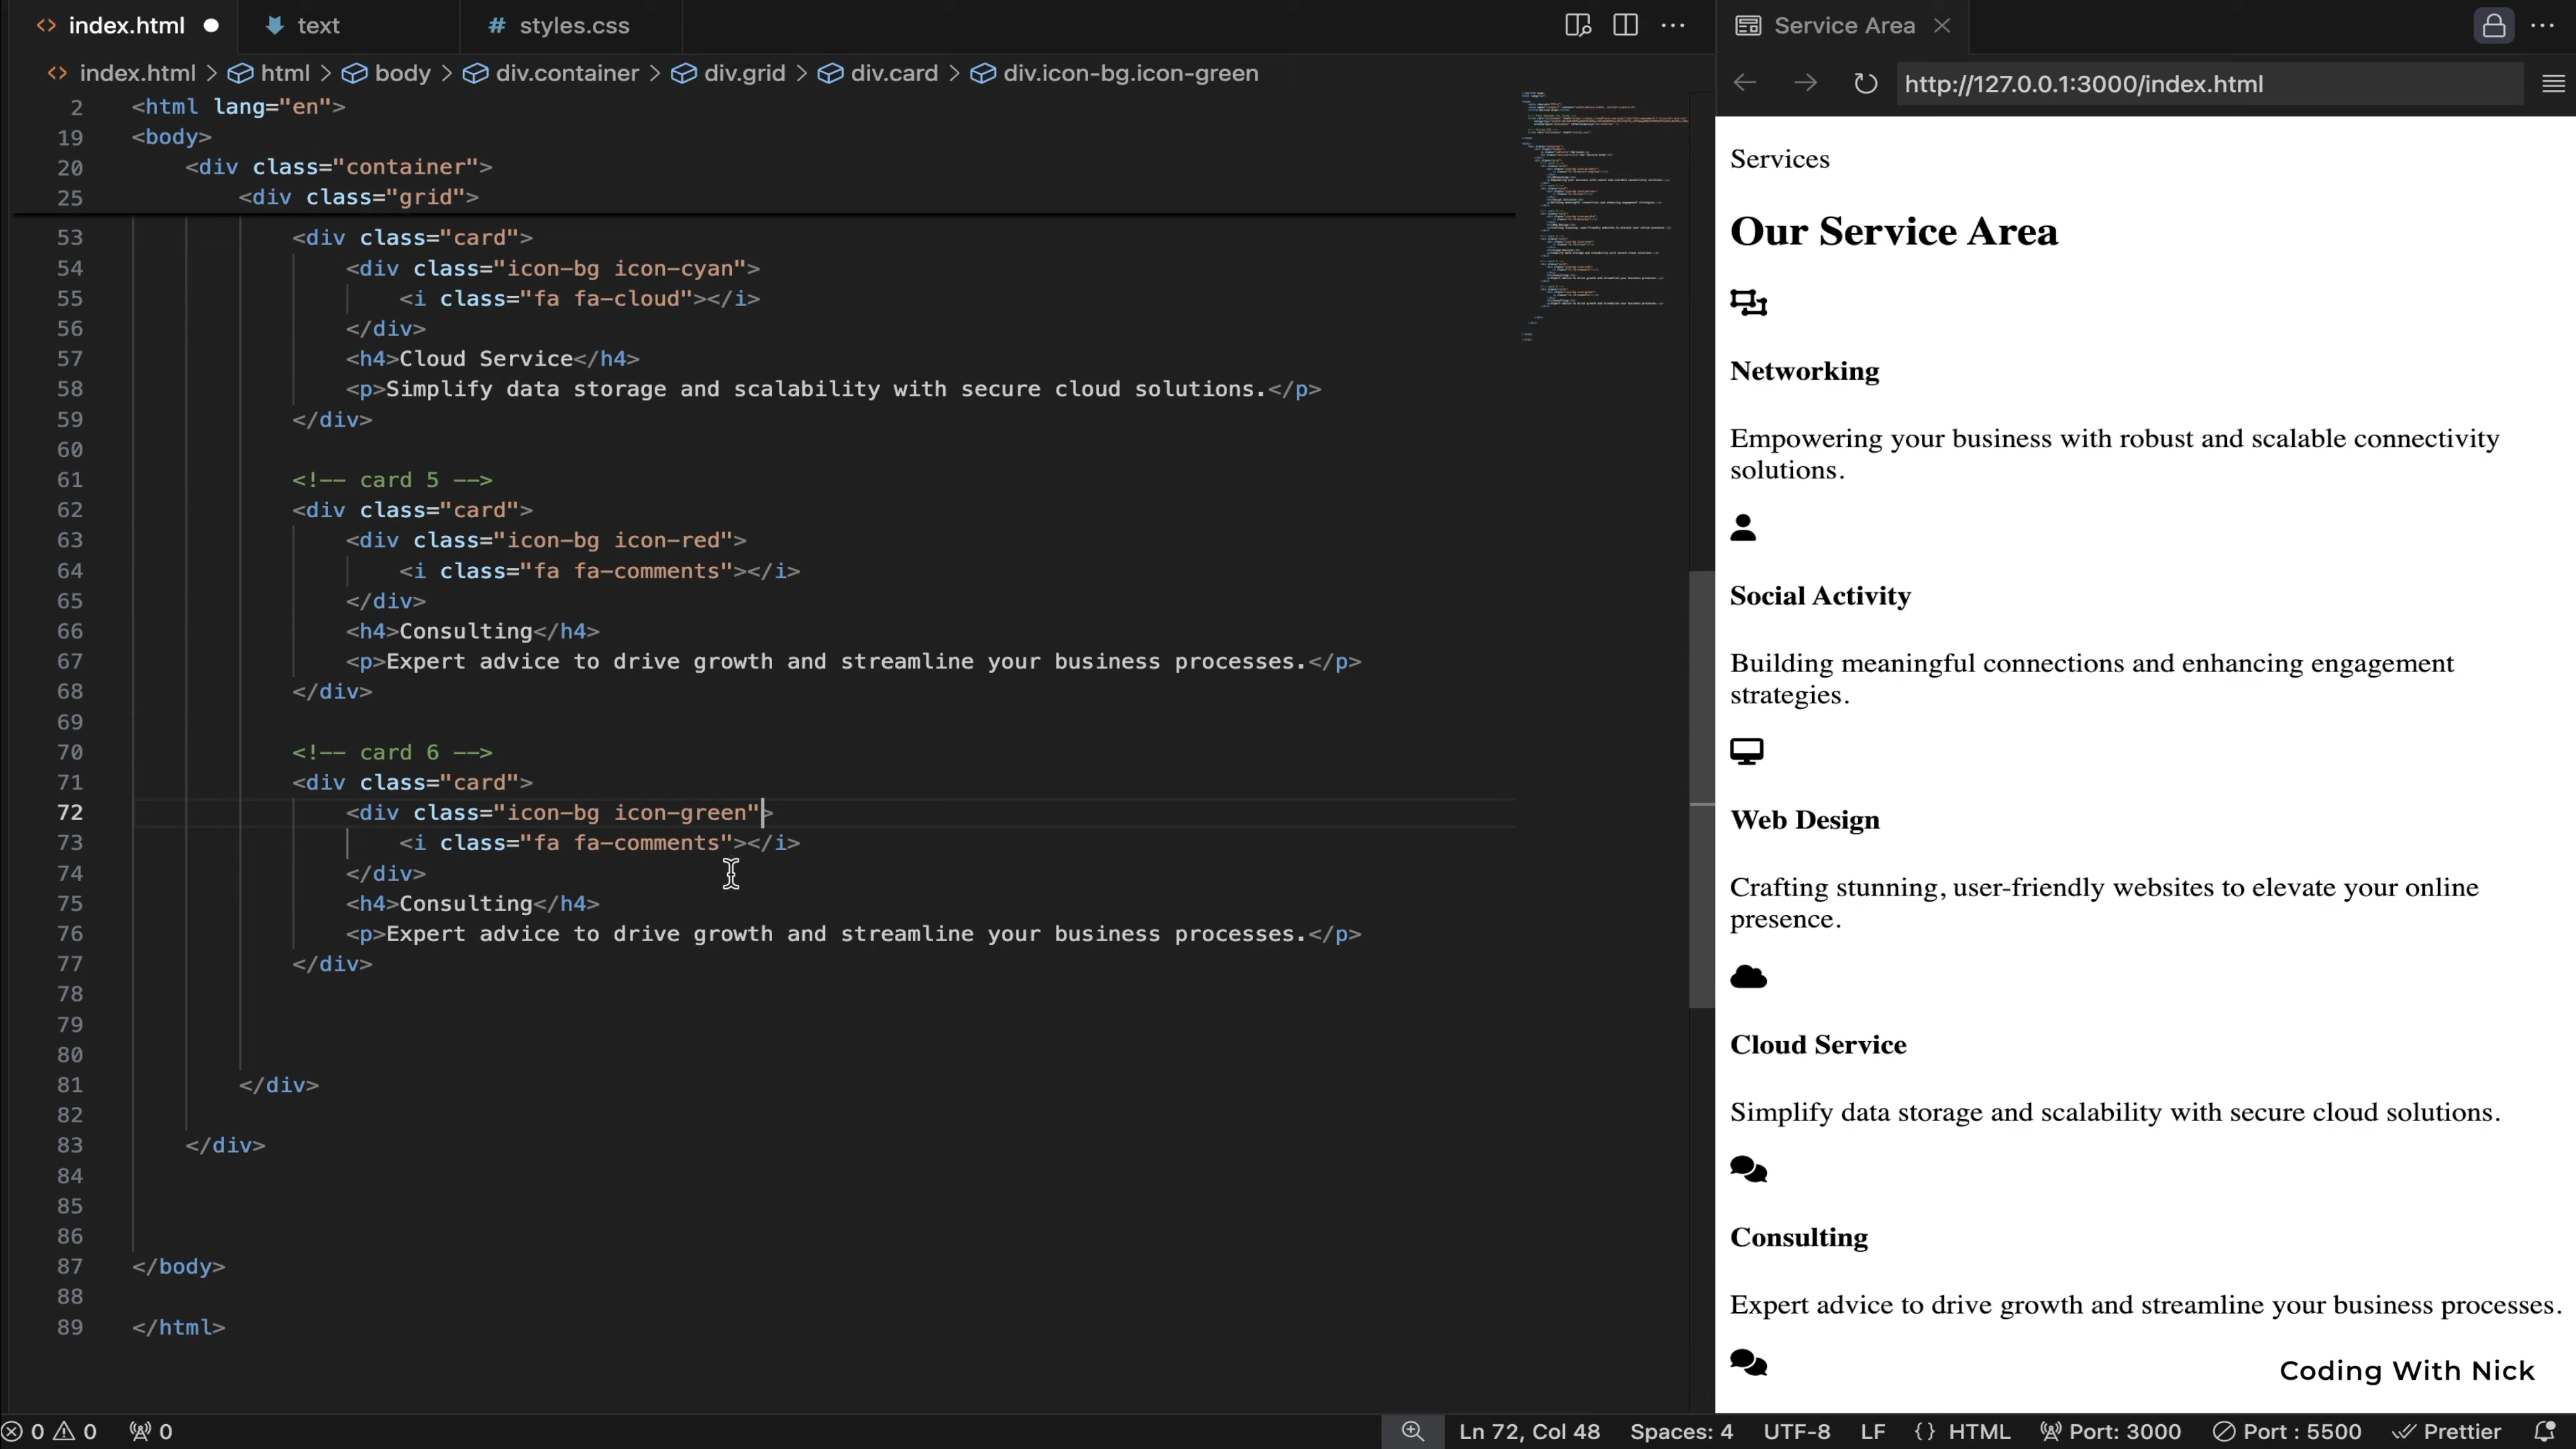 index.html
text
# styles.css
Service Area
index.html > html > body > div.container > div.grid > div.card > div.icon-bg.icon-green
http://127.0.0.1:3000/index.html
2 <html lang="en">
19 <body>
20 <div class="container">
25 <div class="grid">
53 <div class="card">
54 <div class="icon-bg icon-cyan">
55 <i class="fa fa-cloud"></i>
56 </div>
57 <h4>Cloud Service</h4>
58 <p>Simplify data storage and scalability with secure cloud solutions.</p>
59 </div>
60
61 <!-- card 5 -->
62 <div class="card">
63 <div class="icon-bg icon-red">
64 <i class="fa fa-comments"></i>
65 </div>
66 <h4>Consulting</h4>
67 <p>Expert advice to drive growth and streamline your business processes.</p>
68 </div>
69
70 <!-- card 6 -->
71 <div class="card">
72 <div class="icon-bg icon-green">
73 <i class="fa fa-comments"></i>
74 </div>
75 <h4>Consulting</h4>
76 <p>Expert advice to drive growth and streamline your business processes.</p>
77 </div>
78
79
80
81 </div>
82
83 </div>
84
85
86
87 </body>
88
89 </html>
Services
Our Service Area
Networking
Empowering your business with robust and scalable connectivity
solutions.
Social Activity
Building meaningful connections and enhancing engagement
strategies.
Web Design
Crafting stunning, user-friendly websites to elevate your online
presence.
Cloud Service
Simplify data storage and scalability with secure cloud solutions.
Consulting
Expert advice to drive growth and streamline your business processes.
Coding With Nick
0 0 0 Ln 72, Col 48 Spaces: 4 UTF-8 LF {} HTML Port: 3000 Port : 5500 Prettier